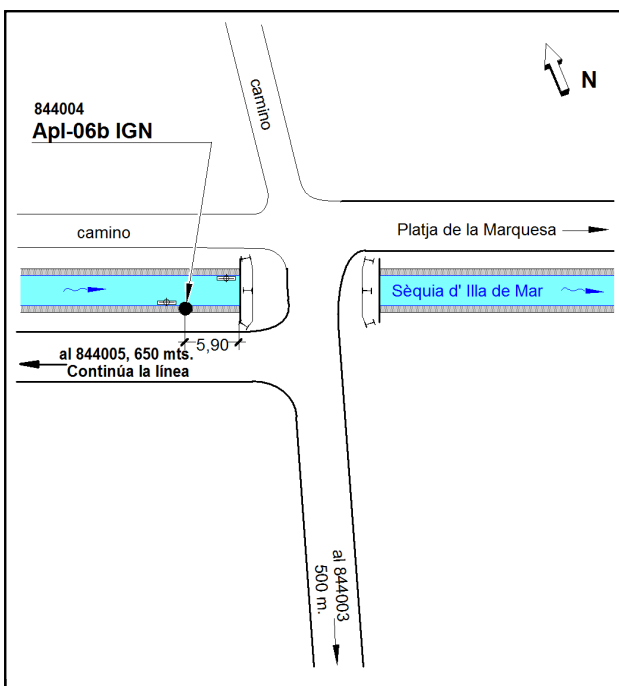 camino
N
844004
Apl-06b IGN
camino
Platja de la Marquesa
Sèquia d' Illa de Mar
5,90
al 844005, 650 mts.
Continúa la línea
al 844003
500 m.